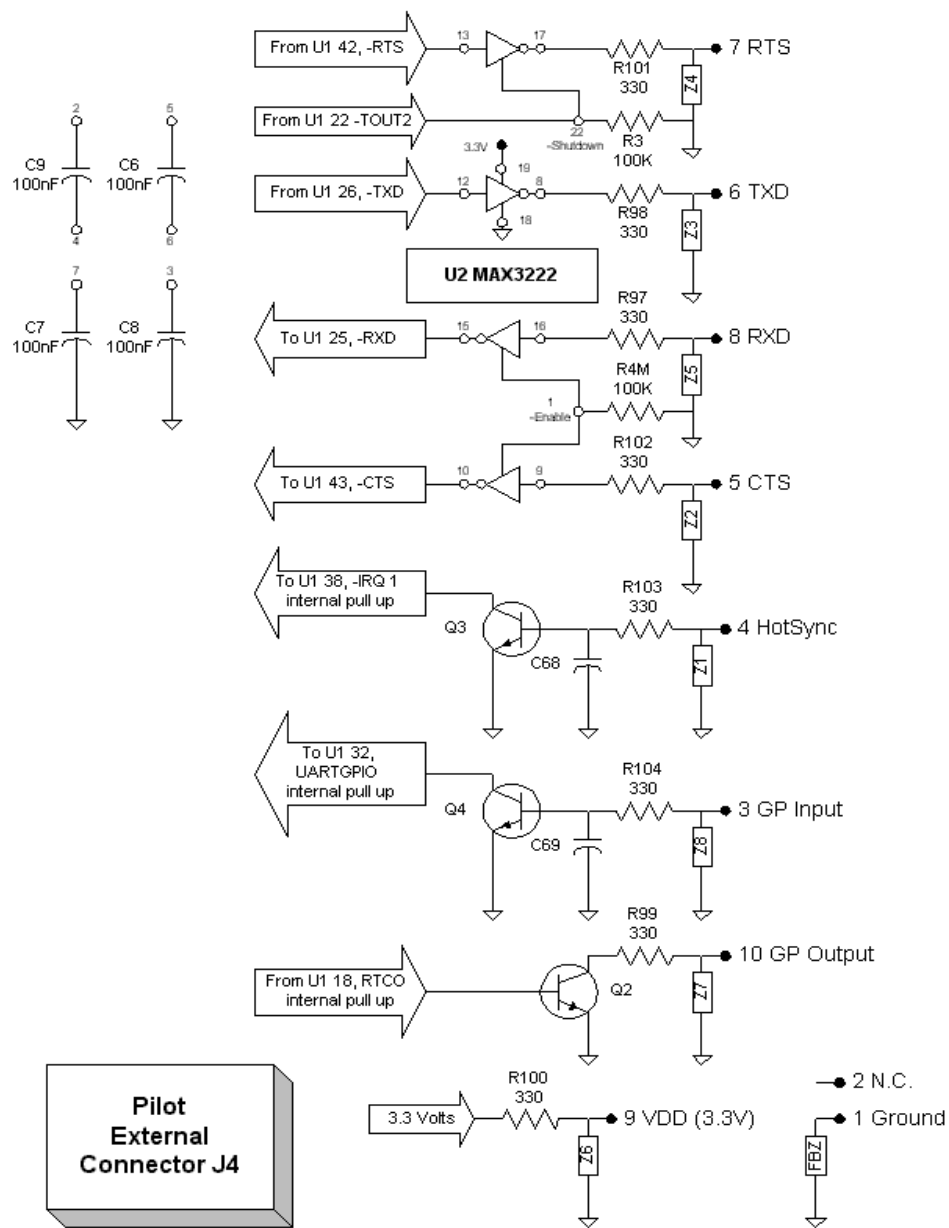 From U1 42, -RTS
13
17
R101
330
7 RTS
Z4
From U1 22 -TOUT2
22
-Shutdown
R3
100K
2
5
C9
100nF
C6
100nF
4
6
3.3V
19
From U1 26, -TXD
12
8
18
R98
330
6 TXD
Z3
U2 MAX3222
7
3
C7
100nF
C8
100nF
To U1 25, -RXD
15
16
R97
330
8 RXD
Z5
1
-Enable
R4M
100K
To U1 43, -CTS
10
9
R102
330
5 CTS
Z2
To U1 38, -IRQ 1
internal pull up
Q3
C68
R103
330
4 HotSync
Z1
To U1 32,
UARTGPIO
internal pull up
Q4
C69
R104
330
3 GP Input
Z8
From U1 18, RTCO
internal pull up
Q2
R99
330
10 GP Output
Z7
Pilot
External
Connector J4
3.3 Volts
R100
330
9 VDD (3.3V)
Z6
2 N.C.
1 Ground
FBZ